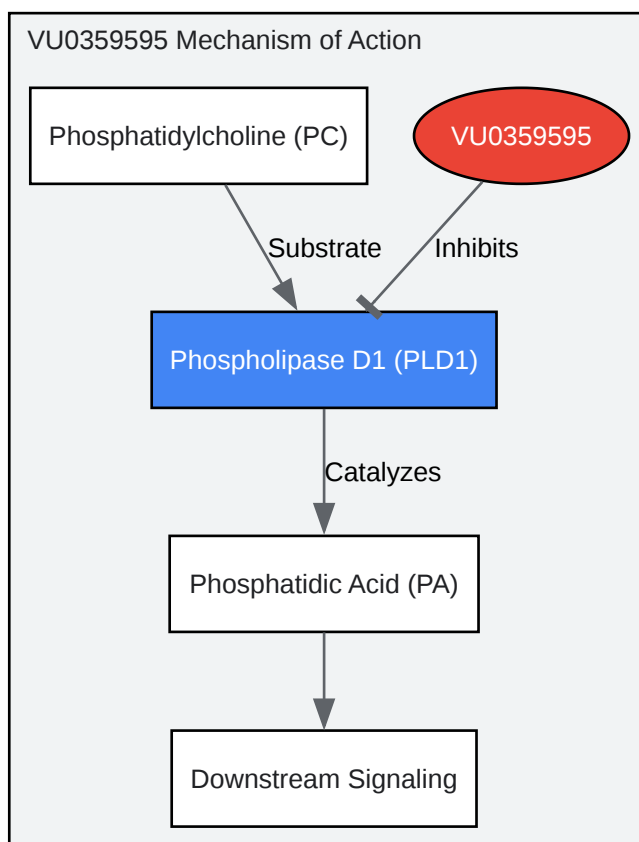 VU0359595 Mechanism of Action
Phosphatidylcholine (PC)
VU0359595
Substrate
Inhibits
Phospholipase D1 (PLD1)
Catalyzes
Phosphatidic Acid (PA)
Downstream Signaling